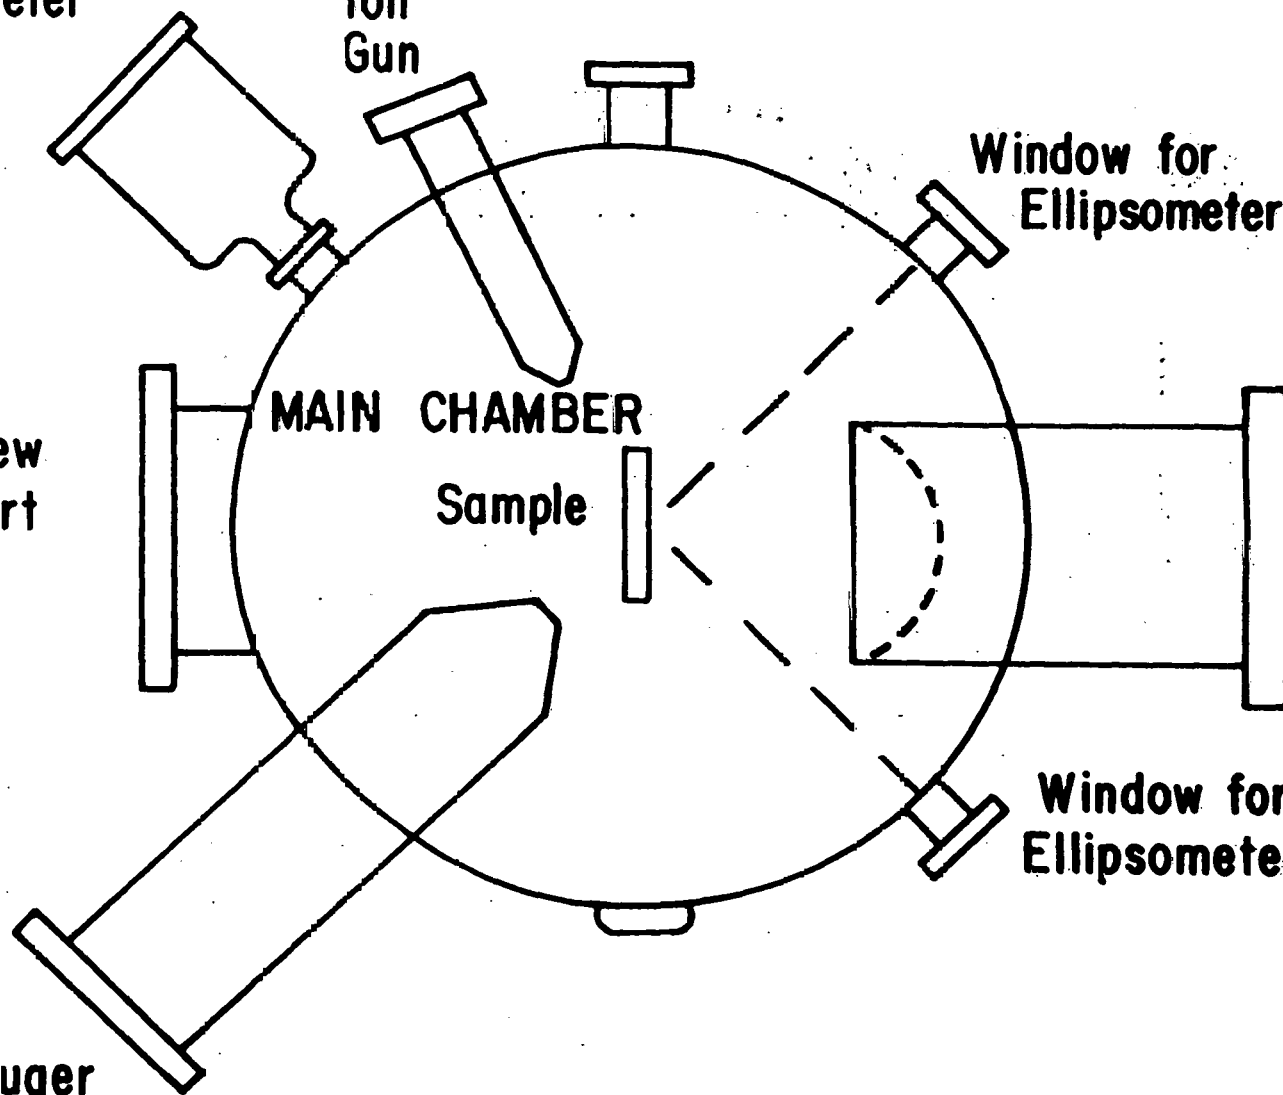 Ion
Gun
Window for
Ellipsometer
MAIN CHAMBER
Sample
Window for
Ellipsomete